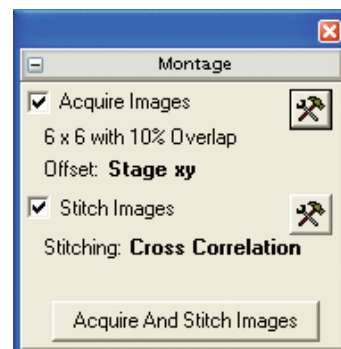 Montage
Acquire Images
6 x 6 with 10% Overlap
Offset: Stage xy
Stitch Images
Stitching: Cross Correlation
Acquire And Stitch Images